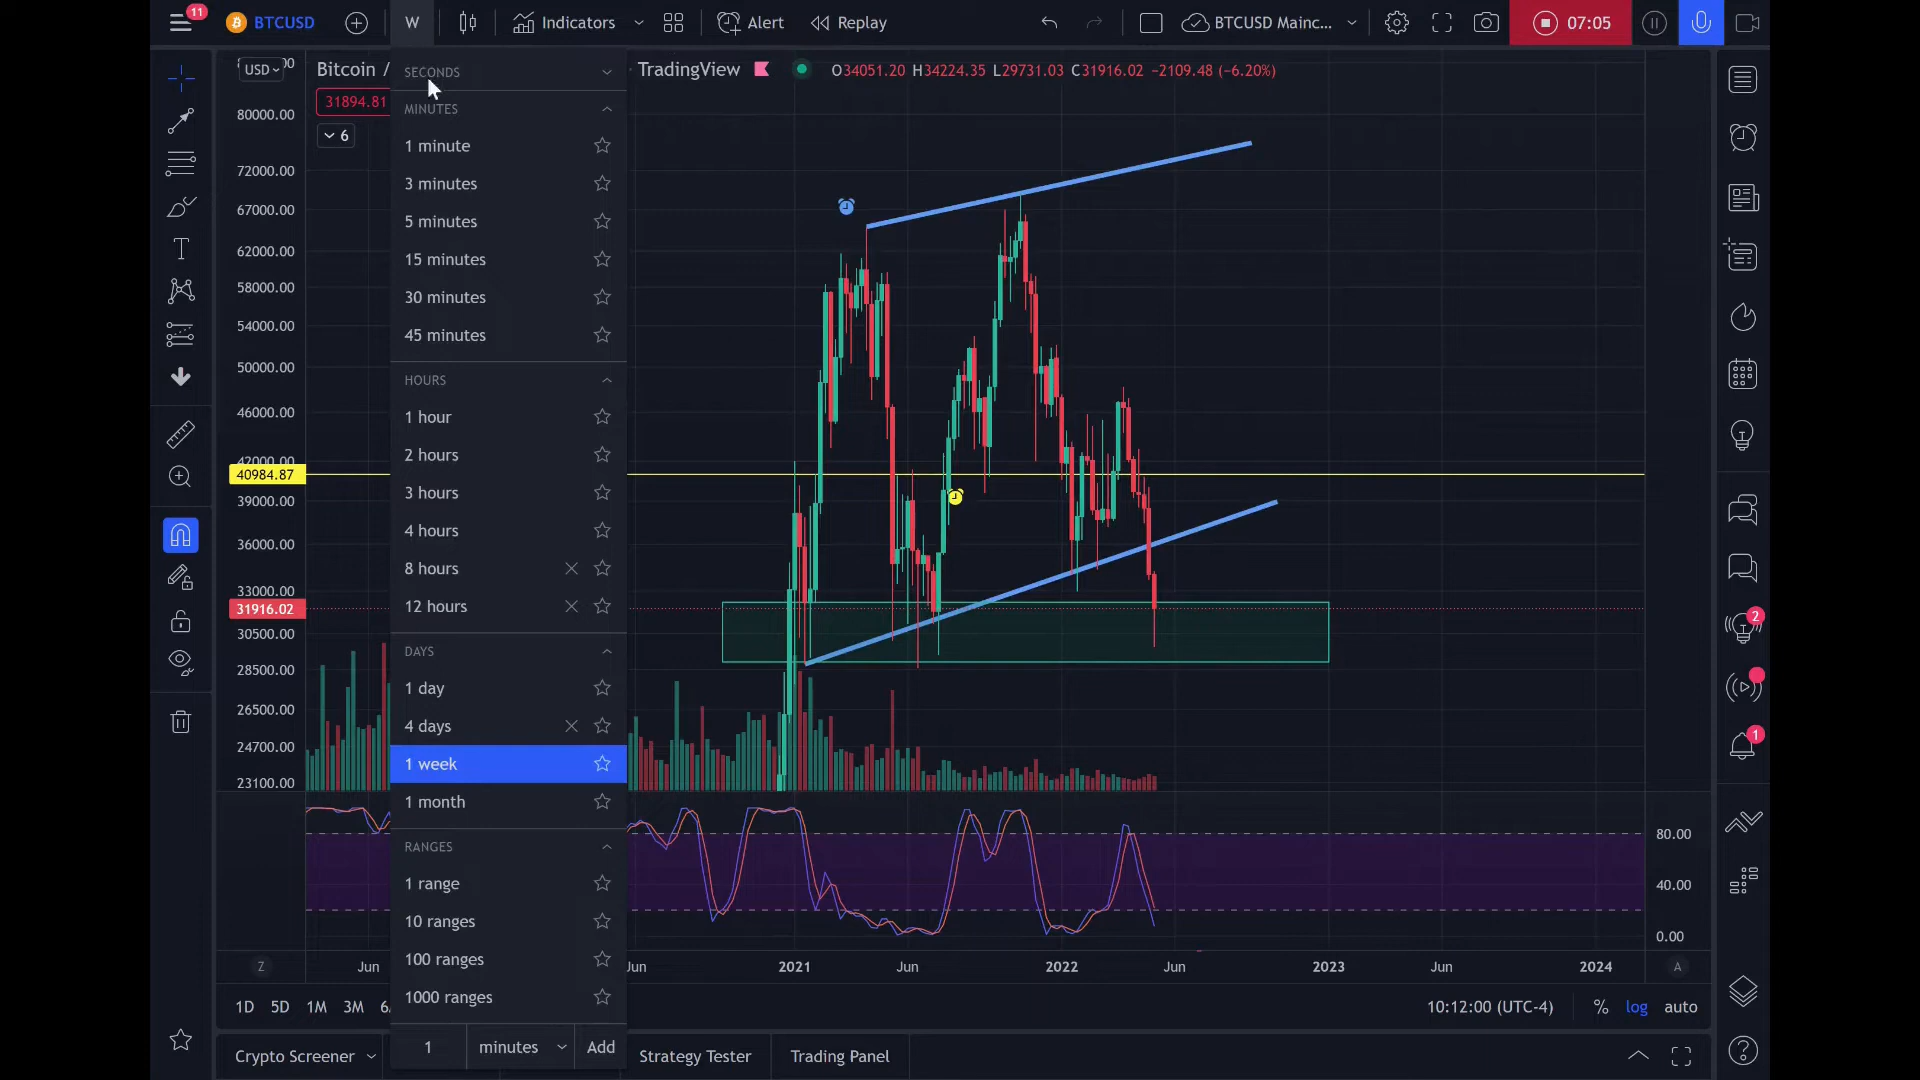 11
BTCUSD
W
Indicators
Alert
Replay
BTCUSD Mainc...
07:05
USD
Bitcoin /
TradingView
O34051.20 H34224.35 L29731.03 C31916.02 −2109.48 (−6.20%)
31894.81
6
SECONDS
MINUTES
1 minute
3 minutes
5 minutes
15 minutes
30 minutes
45 minutes
HOURS
1 hour
2 hours
3 hours
4 hours
8 hours
12 hours
DAYS
1 day
4 days
1 week
1 month
RANGES
1 range
10 ranges
100 ranges
1000 ranges
1 minutes Add
80000.00
72000.00
67000.00
62000.00
58000.00
54000.00
50000.00
46000.00
42000.00
40984.87
39000.00
36000.00
33000.00
31916.02
30500.00
28500.00
26500.00
24700.00
23100.00
80.00
40.00
0.00
2
1
Z
Jun
Jun
2021
Jun
2022
Jun
2023
Jun
2024
A
1D 5D 1M 3M
10:12:00 (UTC-4)
% log auto
Crypto Screener
Strategy Tester
Trading Panel